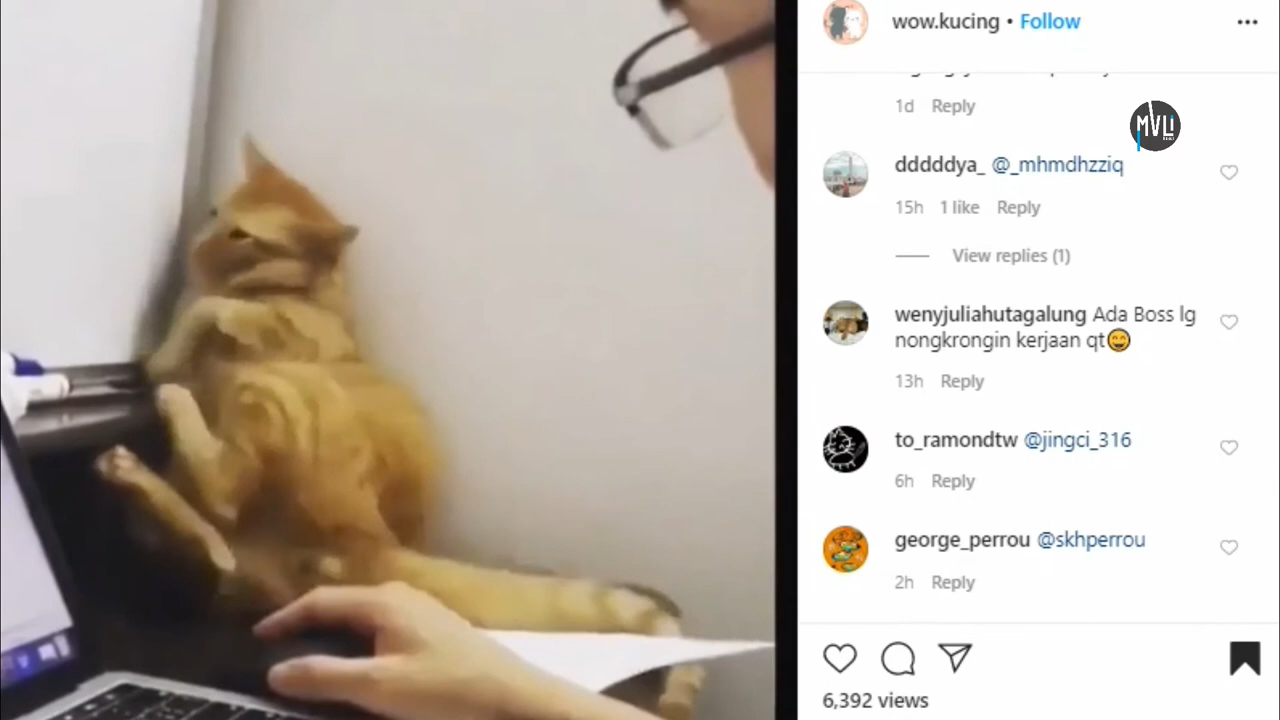 wow.kucing • Follow
1d Reply
MVLI
dddddya_ @_mhmdhzziq
15h 1 like Reply
View replies (1)
wenyjuliahutagalung Ada Boss lg
nongkrongin kerjaan qt😄
13h Reply
to_ramondtw @jingci_316
6h Reply
george_perrou @skhperrou
2h Reply
6,392 views